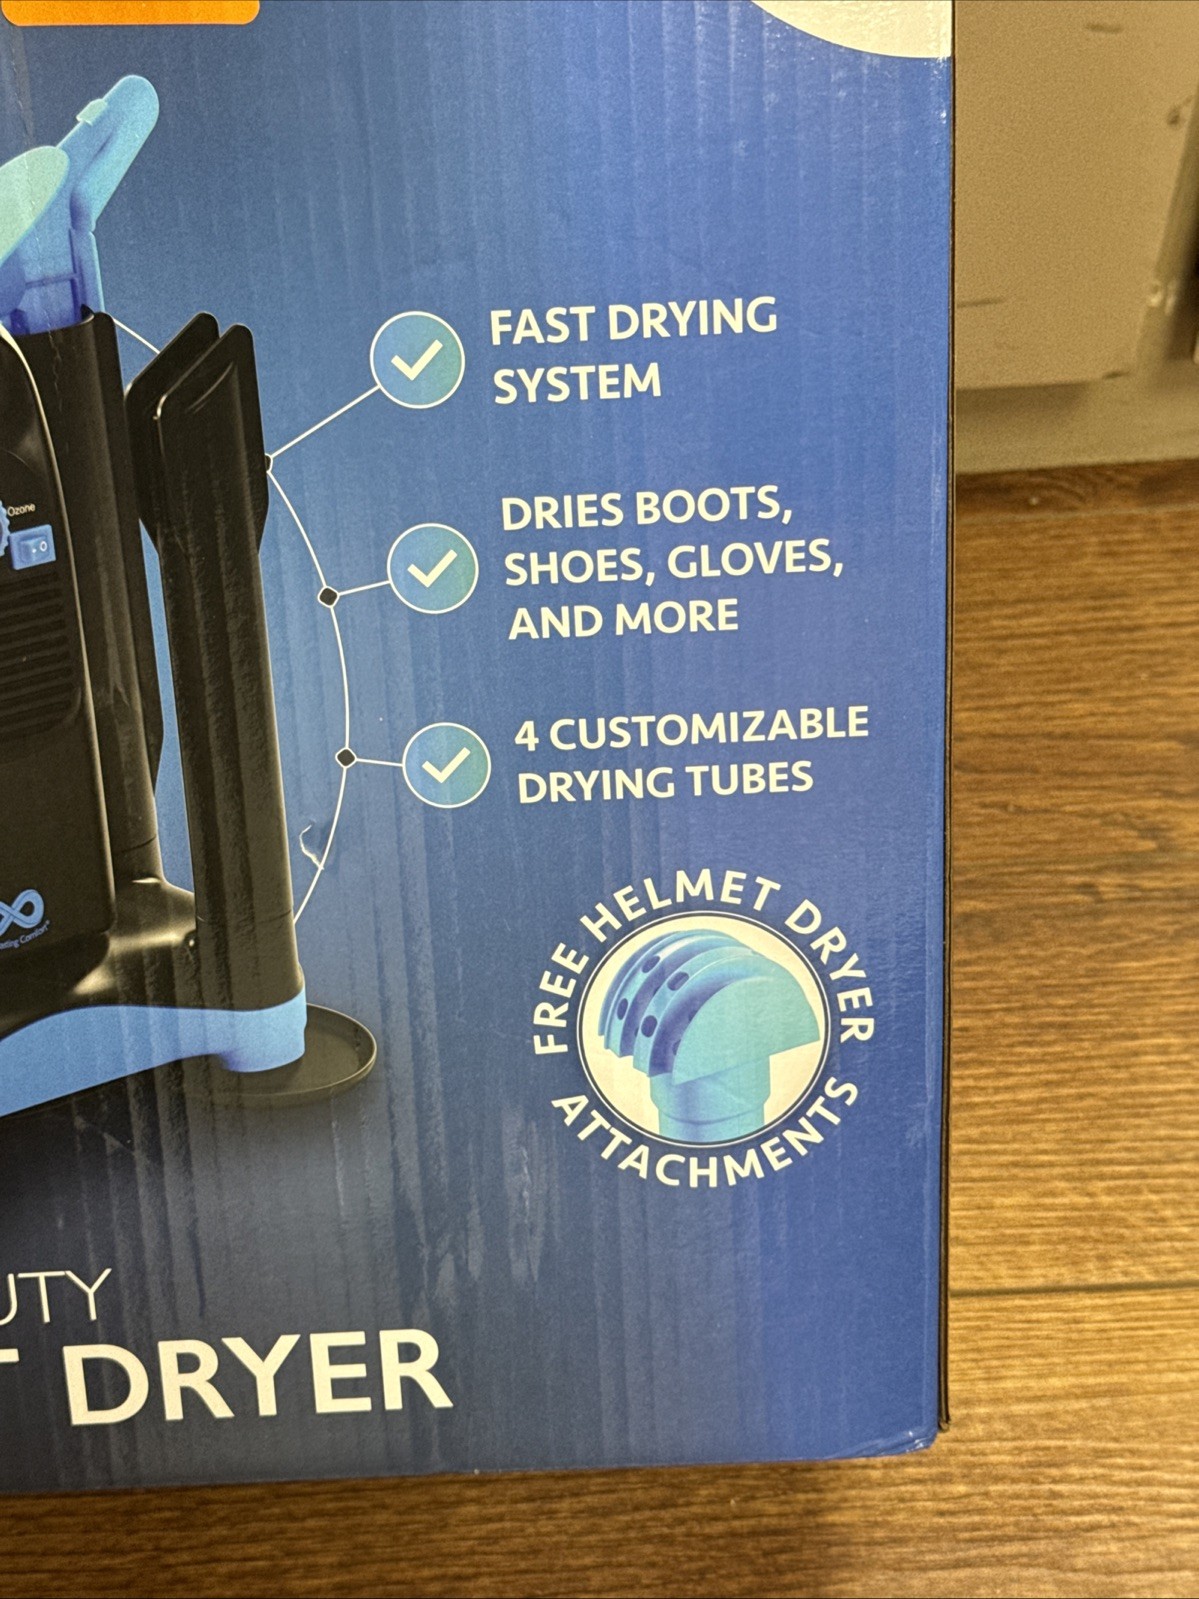 FAST DRYING
SYSTEM
Ozone
DRIES BOOTS,
SHOES, GLOVES,
AND MORE
4 CUSTOMIZABLE
DRYING TUBES
FREE HELMET DRYER
ATTACHMENTS
Comfort
UTY
T DRYER